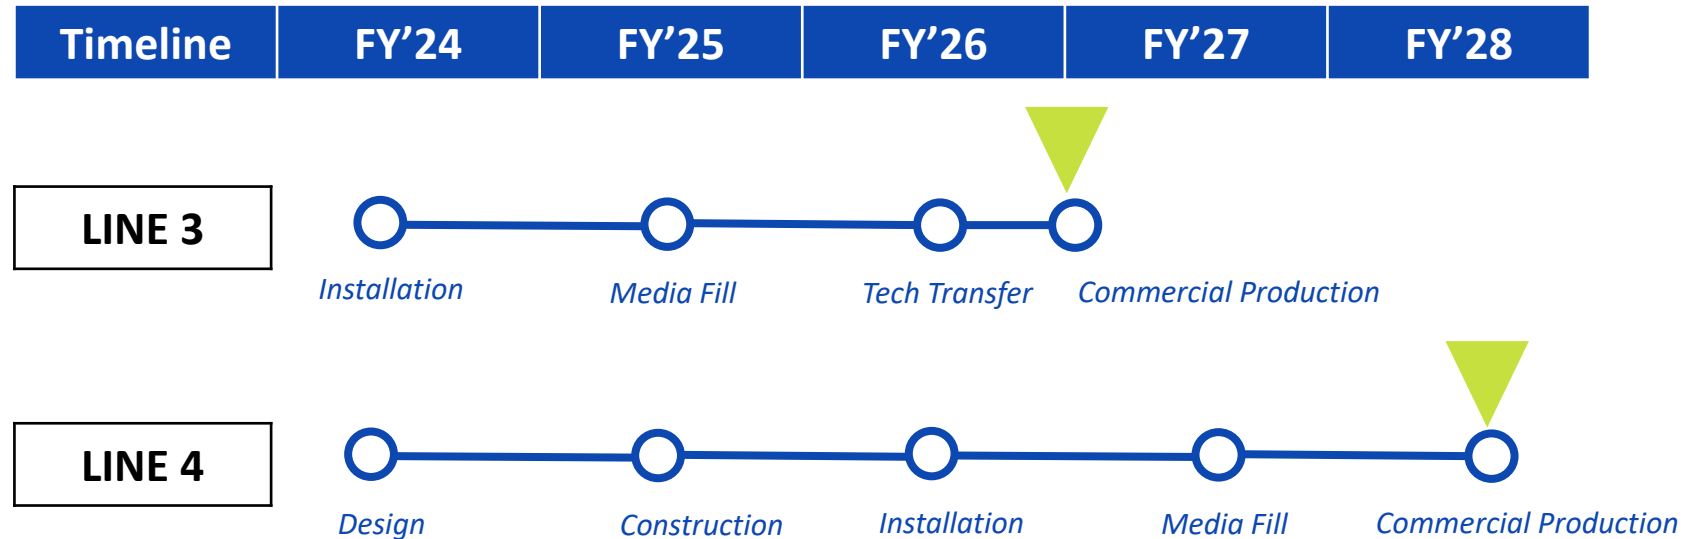 Timeline FY’24 FY’25 FY’26 FY’27 FY’28
LINE 3
Installation Media Fill Tech Transfer Commercial Production
LINE 4
Design Construction Installation Media Fill Commercial Production